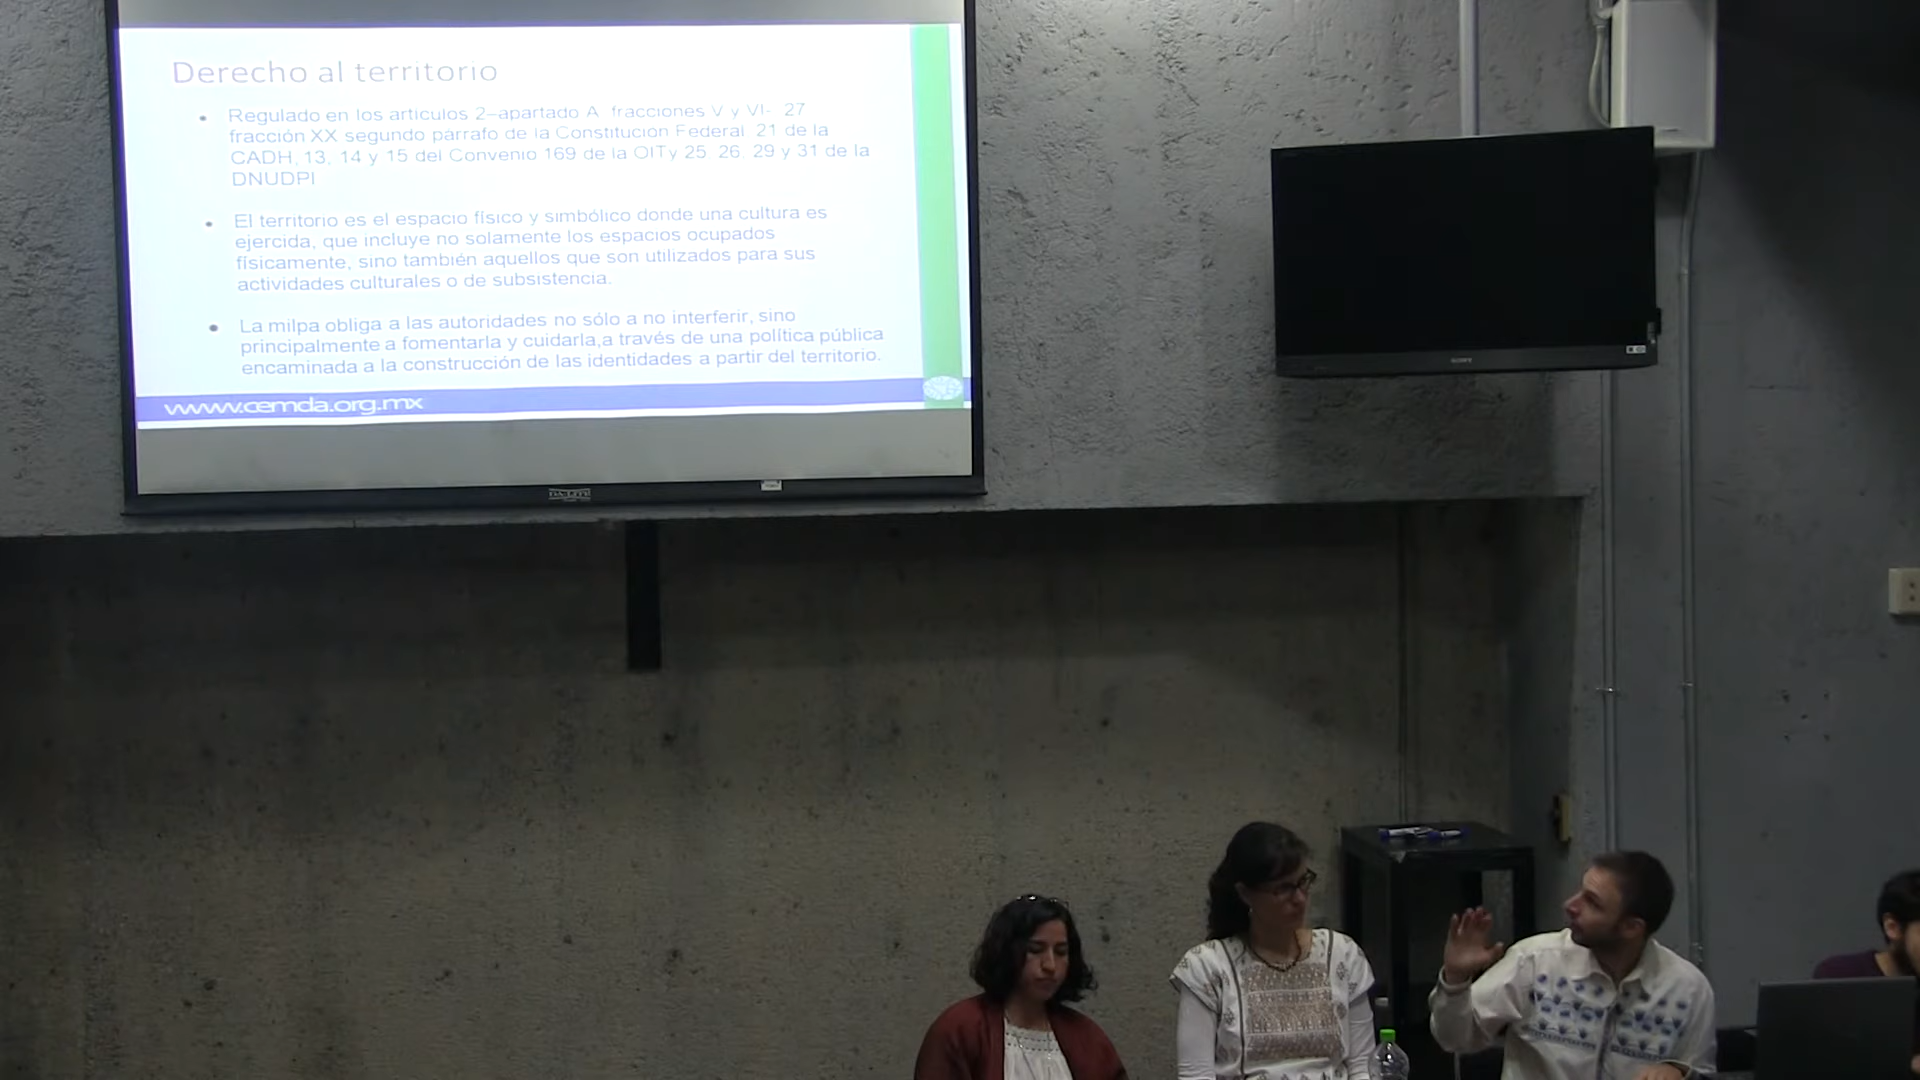 Derecho al territorio
• Regulado en los artículos 2–apartado A fracciones V y VI- 27
fracción XX segundo párrafo de la Constitución Federal 21 de la
CADH, 13, 14 y 15 del Convenio 169 de la OITy 25 26, 29 y 31 de la
DNUDPI
• El territorio es el espacio físico y simbólico donde una cultura es
ejercida, que incluye no solamente los espacios ocupados
físicamente, sino también aquellos que son utilizados para sus
actividades culturales o de subsistencia.
• La milpa obliga a las autoridades no sólo a no interferir, sino
principalmente a fomentarla y cuidarla,a través de una política pública
encaminada a la construcción de las identidades a partir del territorio.
www.cemda.org.mx
DA-LITE
SONY